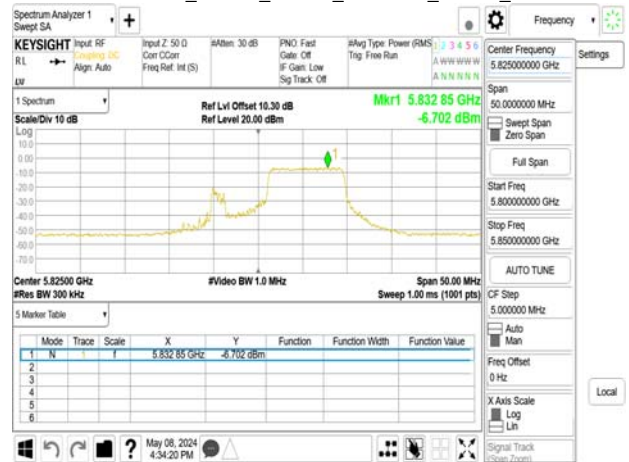 Spectrum Analyzer 1
Swept SA
+
Frequency
KEYSIGHT
RL
Input: RF
Coupling: DC
Align: Auto
Input Z: 50 Ω
Corr CCorr
Freq Ref: Int (S)
#Atten: 30 dB
PNO: Fast
Gate: Off
IF Gain: Low
Sig Track: Off
#Avg Type: Power (RMS)
Trig: Free Run
1 2 3 4 5 6
A W W W W W
A N N N N N
1 Spectrum
Scale/Div 10 dB
Ref Lvl Offset 10.30 dB
Ref Level 20.00 dBm
Mkr1 5.832 85 GHz
-6.702 dBm
Log
10.0
0.00
-10.0
-20.0
-30.0
-40.0
-50.0
-60.0
-70.0
1
Center 5.82500 GHz
#Res BW 300 kHz
#Video BW 1.0 MHz
Span 50.00 MHz
Sweep 1.00 ms (1001 pts)
5 Marker Table
Mode Trace Scale X Y Function Function Width Function Value
1 N 1 f 5.832 85 GHz -6.702 dBm
2
3
4
5
6
May 08, 2024
4:34:20 PM
Center Frequency
5.825000000 GHz
Settings
Span
50.0000000 MHz
Swept Span
Zero Span
Full Span
Start Freq
5.800000000 GHz
Stop Freq
5.850000000 GHz
AUTO TUNE
CF Step
5.000000 MHz
Auto
Man
Freq Offset
0 Hz
X Axis Scale
Log
Lin
Local
Signal Track
(Span Zoom)